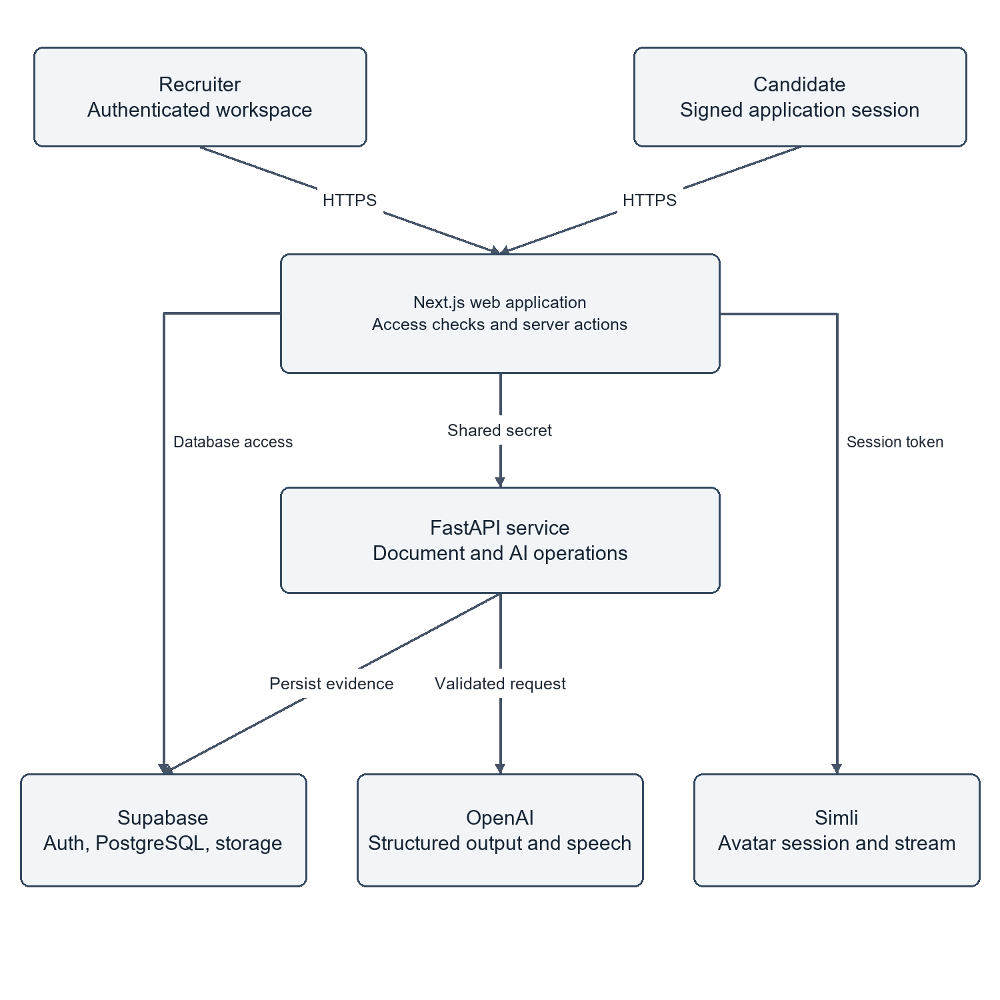 Recruiter
Authenticated workspace
Candidate
Signed application session
HTTPS
HTTPS
Next.js web application
Access checks and server actions
Database access
Shared secret
Session token
FastAPI service
Document and AI operations
Persist evidence
Validated request
Supabase
Auth, PostgreSQL, storage
OpenAI
Structured output and speech
Simli
Avatar session and stream